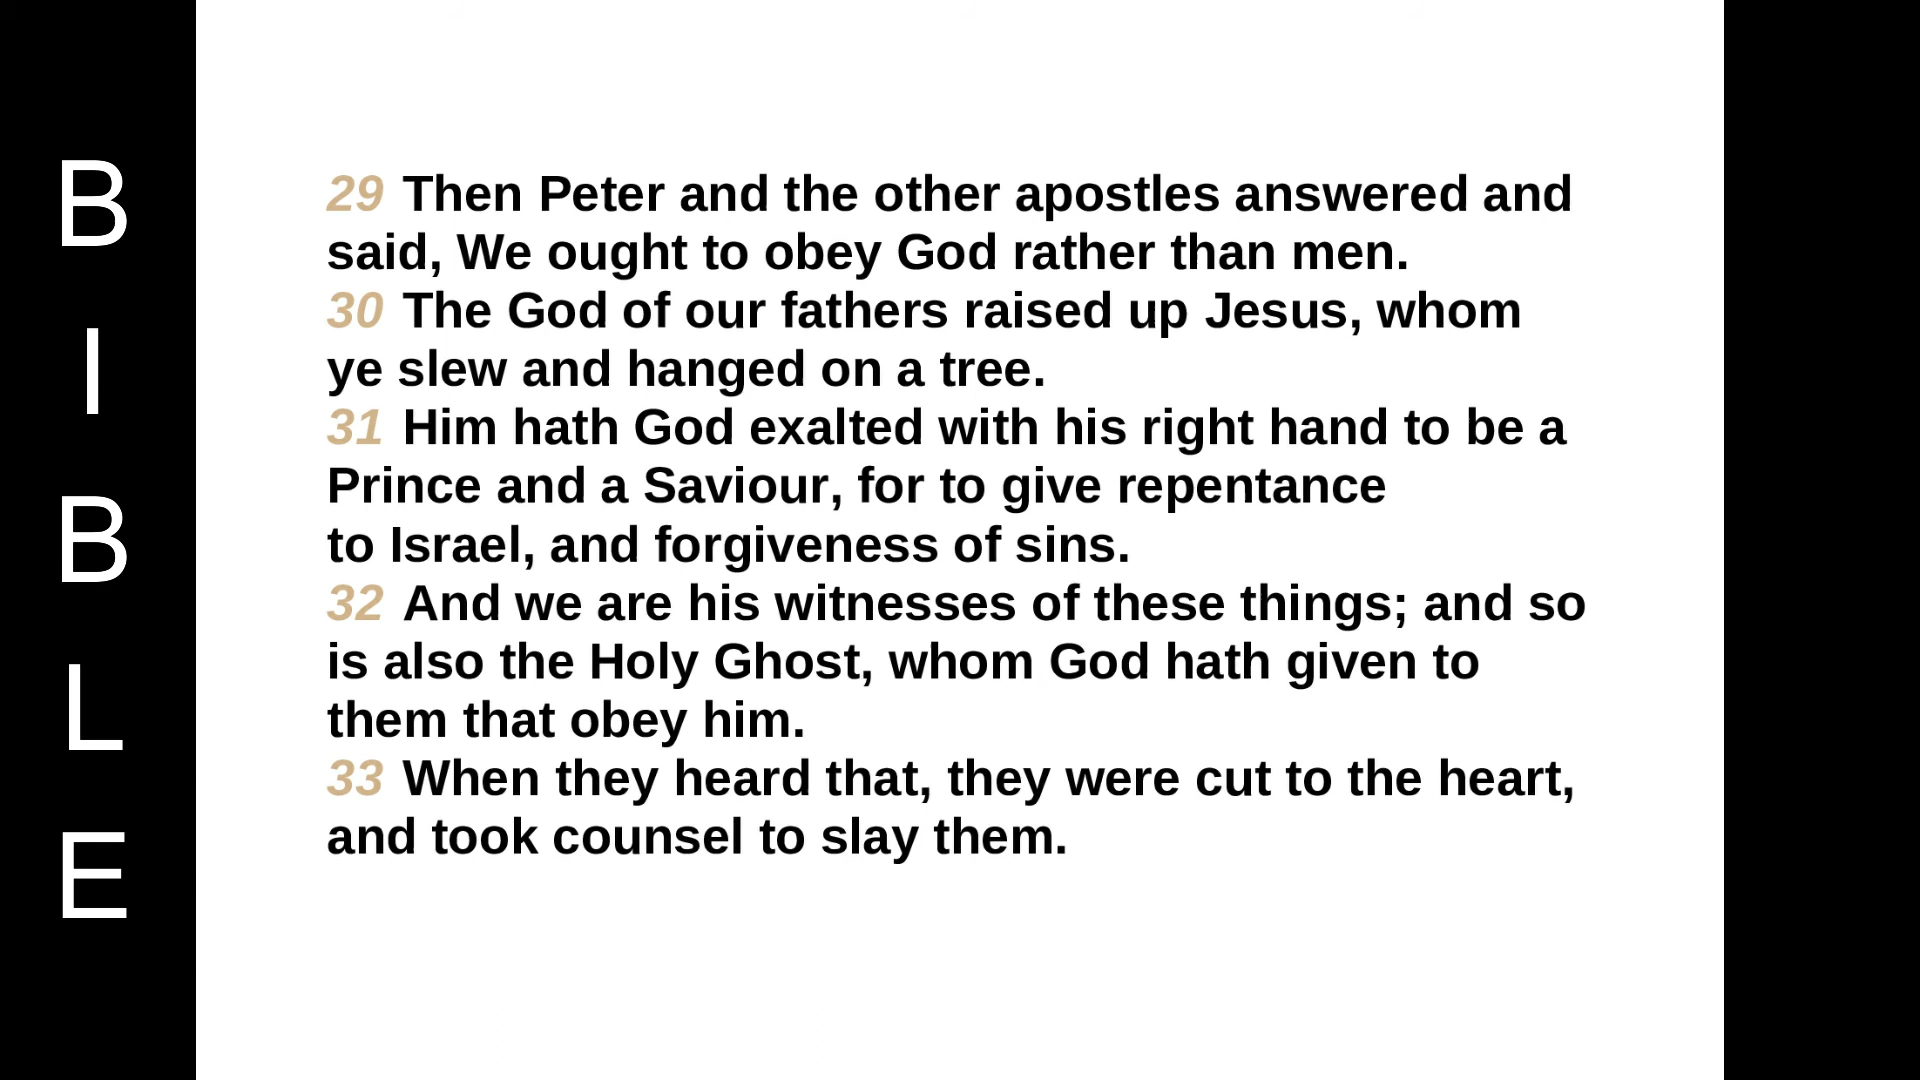 BIBLE
29 Then Peter and the other apostles answered and
said, We ought to obey God rather than men.
30 The God of our fathers raised up Jesus, whom
ye slew and hanged on a tree.
31 Him hath God exalted with his right hand to be a
Prince and a Saviour, for to give repentance
to Israel, and forgiveness of sins.
32 And we are his witnesses of these things; and so
is also the Holy Ghost, whom God hath given to
them that obey him.
33 When they heard that, they were cut to the heart,
and took counsel to slay them.